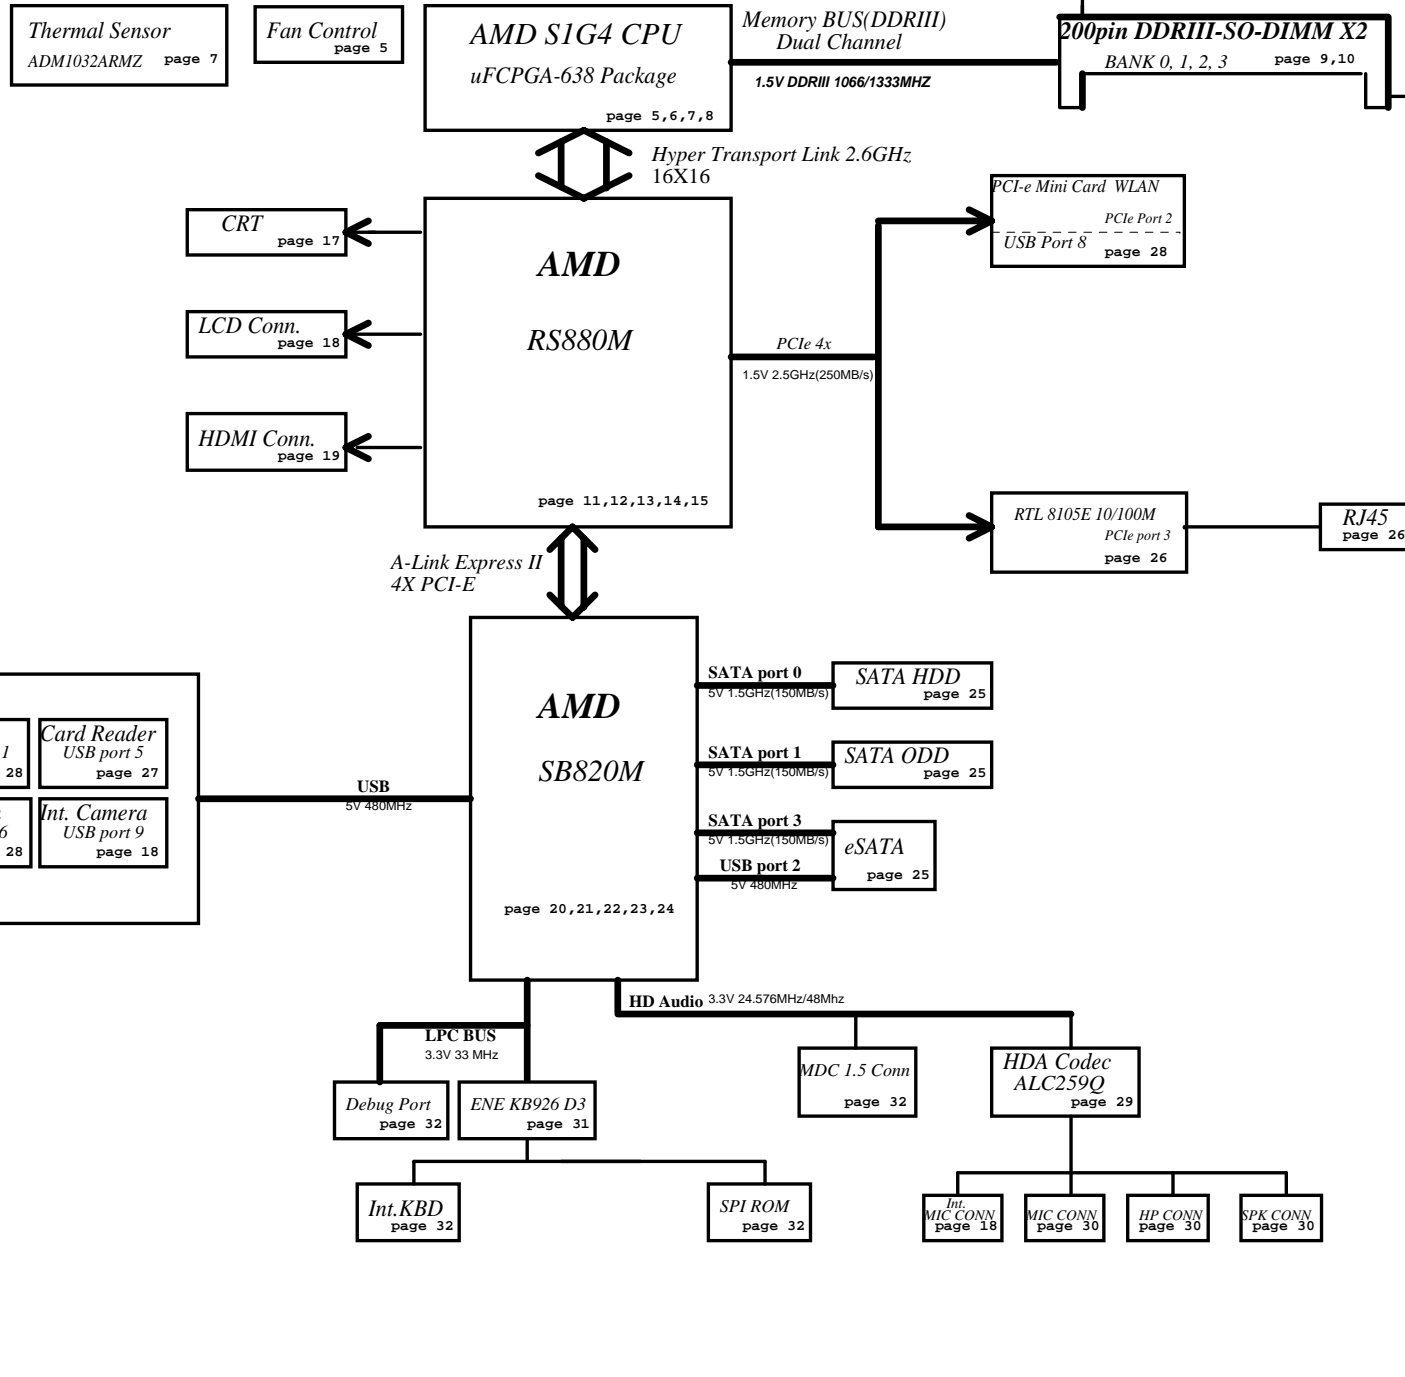 Thermal Sensor
ADM1032ARMZ page 7
Fan Control
page 5
AMD S1G4 CPU
uFCPGA-638 Package
page 5,6,7,8
Memory BUS(DDRIII)
Dual Channel
1.5V DDRIII 1066/1333MHZ
200pin DDRIII-SO-DIMM X2
BANK 0, 1, 2, 3 page 9,10
Hyper Transport Link 2.6GHz
16X16
PCI-e Mini Card WLAN
PCIe Port 2
USB Port 8
page 28
CRT
page 17
LCD Conn.
page 18
HDMI Conn.
page 19
AMD
RS880M
page 11,12,13,14,15
PCIe 4x
1.5V 2.5GHz(250MB/s)
RTL 8105E 10/100M
PCIe port 3
page 26
RJ45
page 26
A-Link Express II
4X PCI-E
AMD
SB820M
page 20,21,22,23,24
SATA port 0
5V 1.5GHz(150MB/s)
SATA HDD
page 25
SATA port 1
5V 1.5GHz(150MB/s)
SATA ODD
page 25
SATA port 3
5V 1.5GHz(150MB/s)
USB port 2
5V 480MHz
eSATA
page 25
1
28
Card Reader
USB port 5
page 27
6
28
Int. Camera
USB port 9
page 18
USB
5V 480MHz
HD Audio 3.3V 24.576MHz/48Mhz
LPC BUS
3.3V 33 MHz
Debug Port
page 32
ENE KB926 D3
page 31
MDC 1.5 Conn
page 32
HDA Codec
ALC259Q
page 29
Int.KBD
page 32
SPI ROM
page 32
Int.
MIC CONN
page 18
MIC CONN
page 30
HP CONN
page 30
SPK CONN
page 30